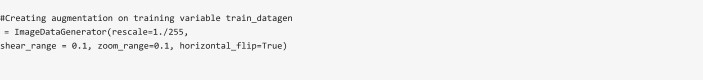 #Creating augmentation on training variable train_datagen
= ImageDataGenerator(rescale=1./255,
shear_range = 0.1, zoom_range=0.1, horizontal_flip=True)